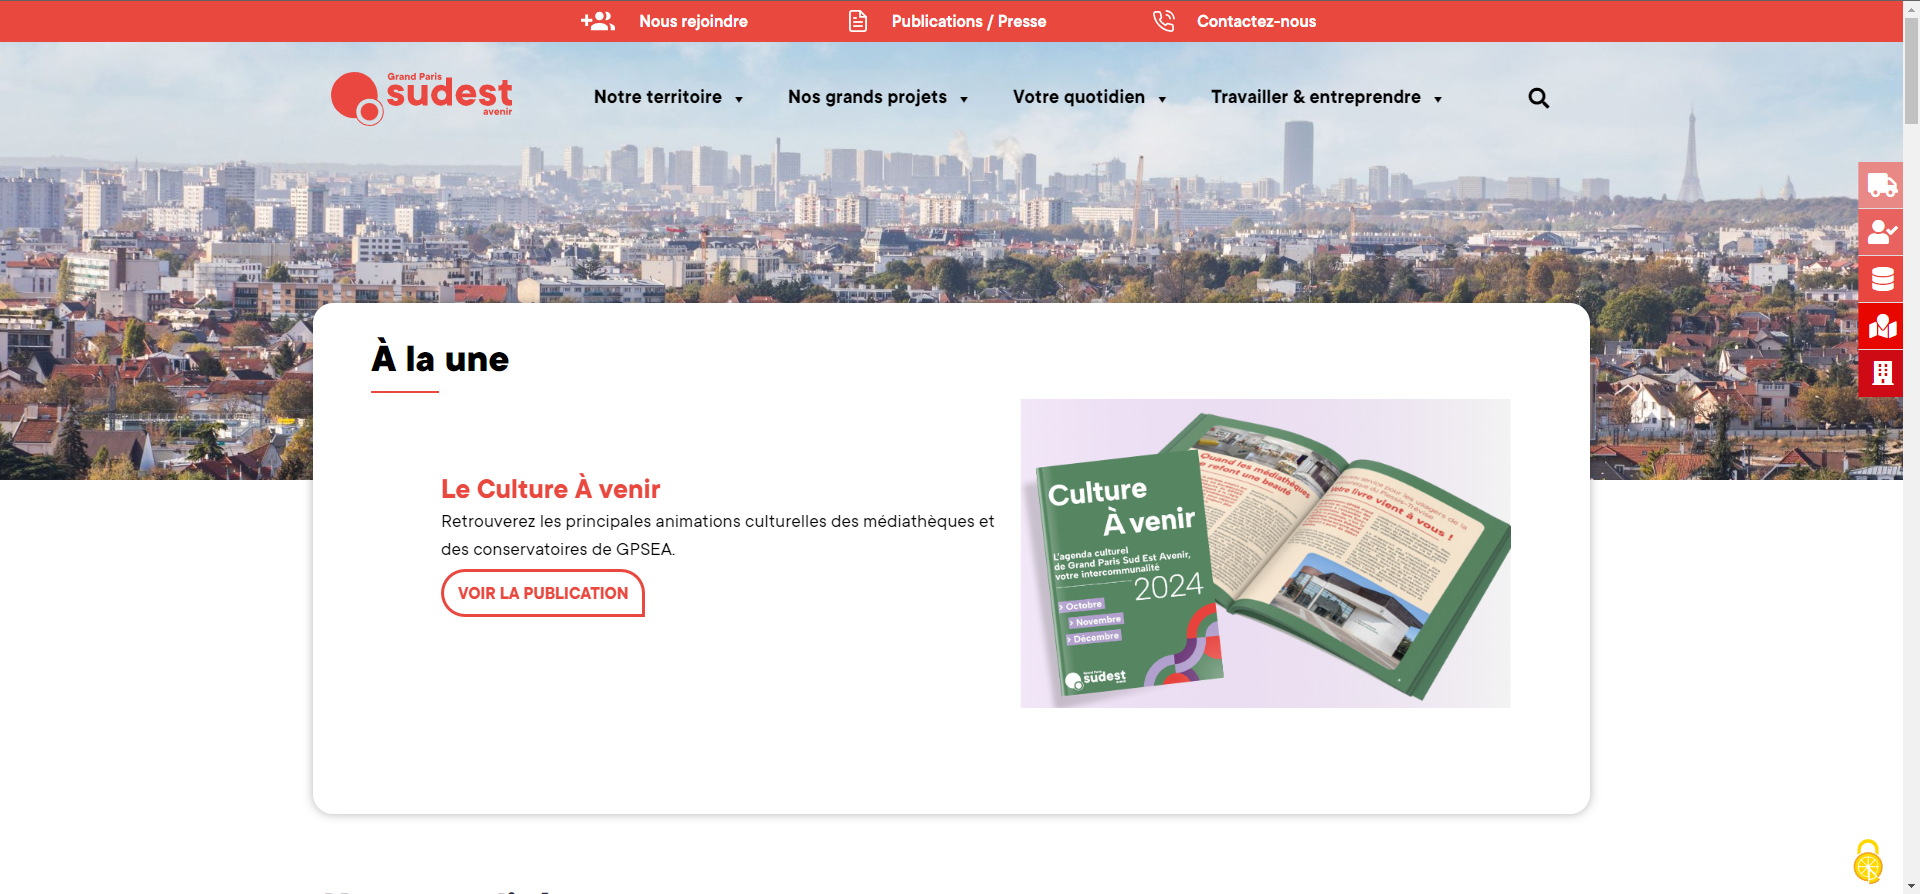 Nous rejoindre
Publications / Presse
Contactez-nous
Grand Paris
sudest
avenir
Notre territoire
Nos grands projets
Votre quotidien
Travailler & entreprendre
À la une
Le Culture À venir
Retrouverez les principales animations culturelles des médiathèques et
des conservatoires de GPSEA.
VOIR LA PUBLICATION
Culture
À venir
L'agenda culturel
de Grand Paris Sud Est Avenir,
votre intercommunalité
2024
> Octobre
> Novembre
> Décembre
sudest
Quand les médiathèques
refont une beauté
votre livre vient à vous !